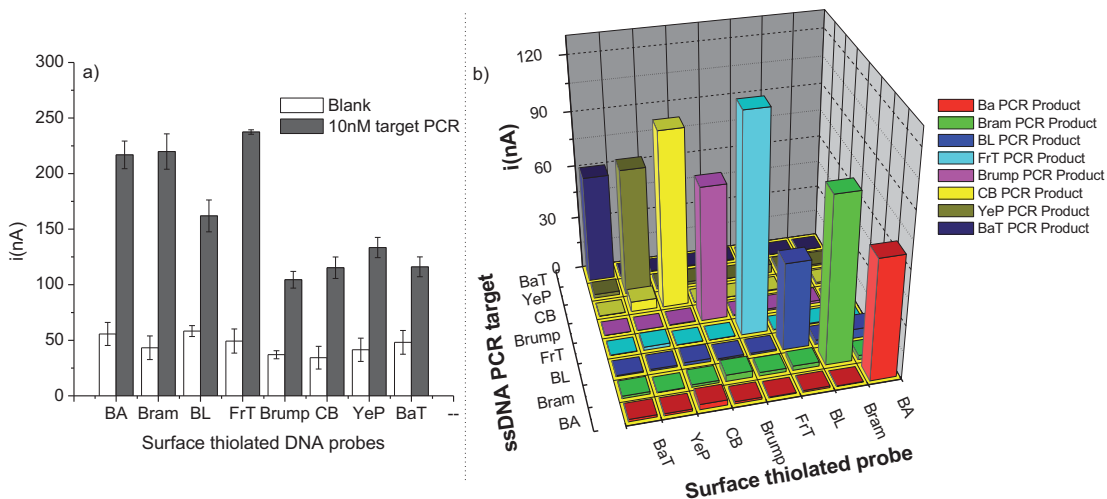 a)
300
250
200
150
100
50
0
i(nA)
Blank
10nM target PCR
BA Bram BL FrT Brump CB YeP BaT --
Surface thiolated DNA probes
b)
120
90
60
30
0
i(nA)
BaT
YeP
CB
Brump
FrT
BL
Bram
BA
ssDNA PCR target
BaT YeP CB Brump FrT BL Bram BA
Surface thiolated probe
Ba PCR Product
Bram PCR Product
BL PCR Product
FrT PCR Product
Brump PCR Product
CB PCR Product
YeP PCR Product
BaT PCR Product